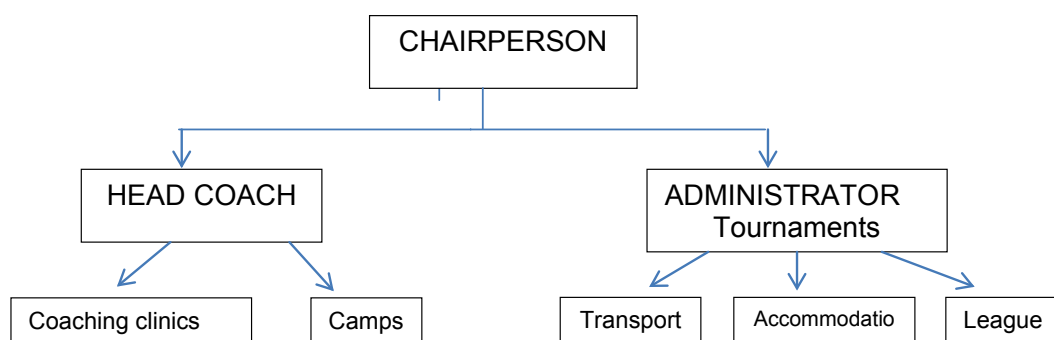 CHAIRPERSON
HEAD COACH
ADMINISTRATOR
Tournaments
Coaching clinics
Camps
Transport
Accommodatio
League